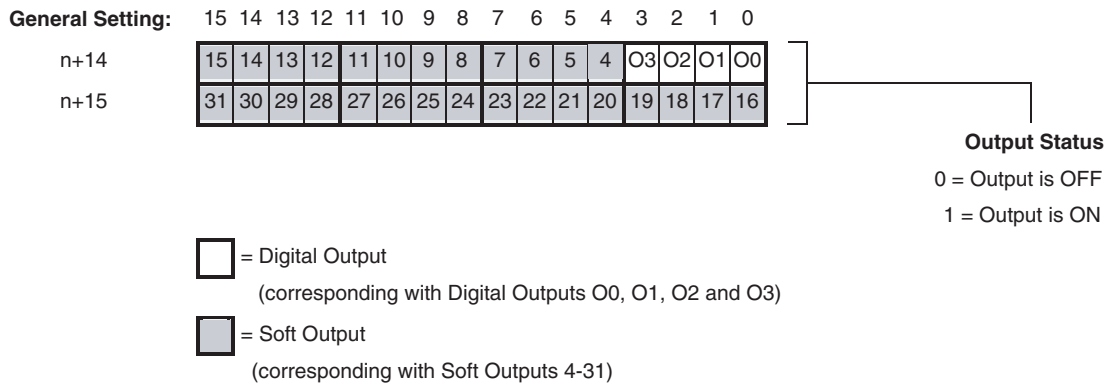 General Setting: 15 14 13 12 11 10 9 8 7 6 5 4 3 2 1 0
n+14 15 14 13 12 11 10 9 8 7 6 5 4 O3 O2 O1 O0
n+15 31 30 29 28 27 26 25 24 23 22 21 20 19 18 17 16
Output Status
0 = Output is OFF
1 = Output is ON
= Digital Output
(corresponding with Digital Outputs O0, O1, O2 and O3)
= Soft Output
(corresponding with Soft Outputs 4-31)